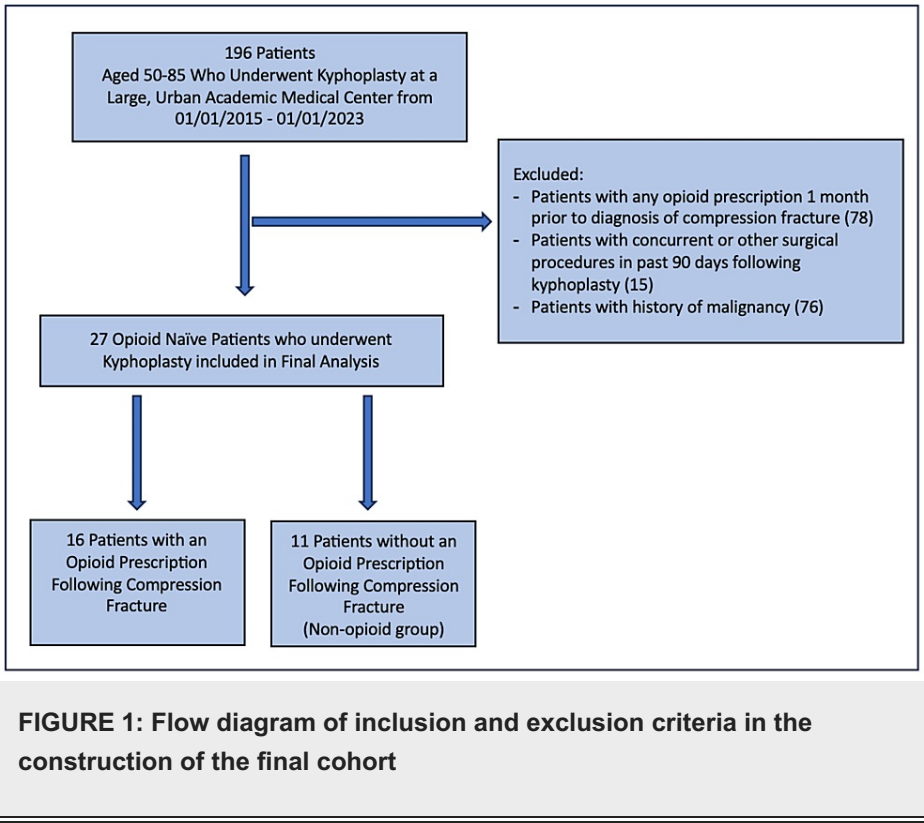 196 Patients
Aged 50-85 Who Underwent Kyphoplasty at a
Large, Urban Academic Medical Center from
01/01/2015 - 01/01/2023
Excluded:
- Patients with any opioid prescription 1 month
prior to diagnosis of compression fracture (78)
- Patients with concurrent or other surgical
procedures in past 90 days following
kyphoplasty (15)
- Patients with history of malignancy (76)
27 Opioid Naïve Patients who underwent
Kyphoplasty included in Final Analysis
16 Patients with an
Opioid Prescription
Following Compression
Fracture
11 Patients without an
Opioid Prescription
Following Compression
Fracture
(Non-opioid group)
FIGURE 1: Flow diagram of inclusion and exclusion criteria in the
construction of the final cohort